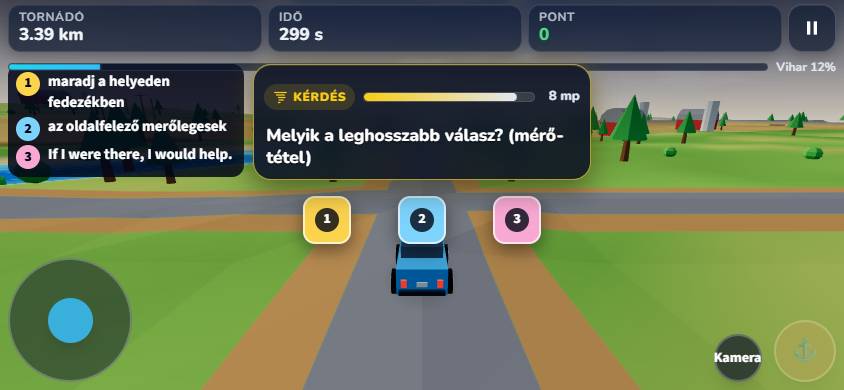 TORNÁDÓ
3.39 km
IDŐ
299 s
PONT
0
Vihar 12%
1 maradj a helyeden
fedezékben
2 az oldalfelező merőlegesek
3 If I were there, I would help.
KÉRDÉS
8 mp
Melyik a leghosszabb válasz? (mérő-
tétel)
1 2 3
Kamera